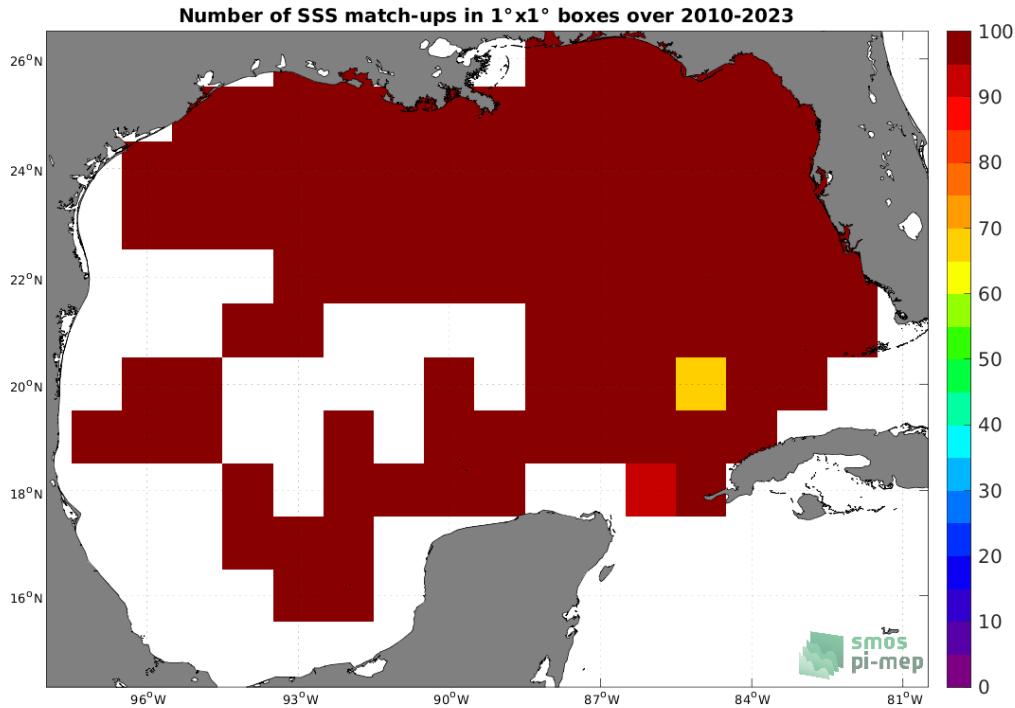 Number of SSS match-ups in 1°x1° boxes over 2010-2023
26°N
24°N
22°N
20°N
18°N
16°N
96°W
93°W
90°W
87°W
84°W
81°W
100
90
80
70
60
50
40
30
20
10
0
smos
pi-mep